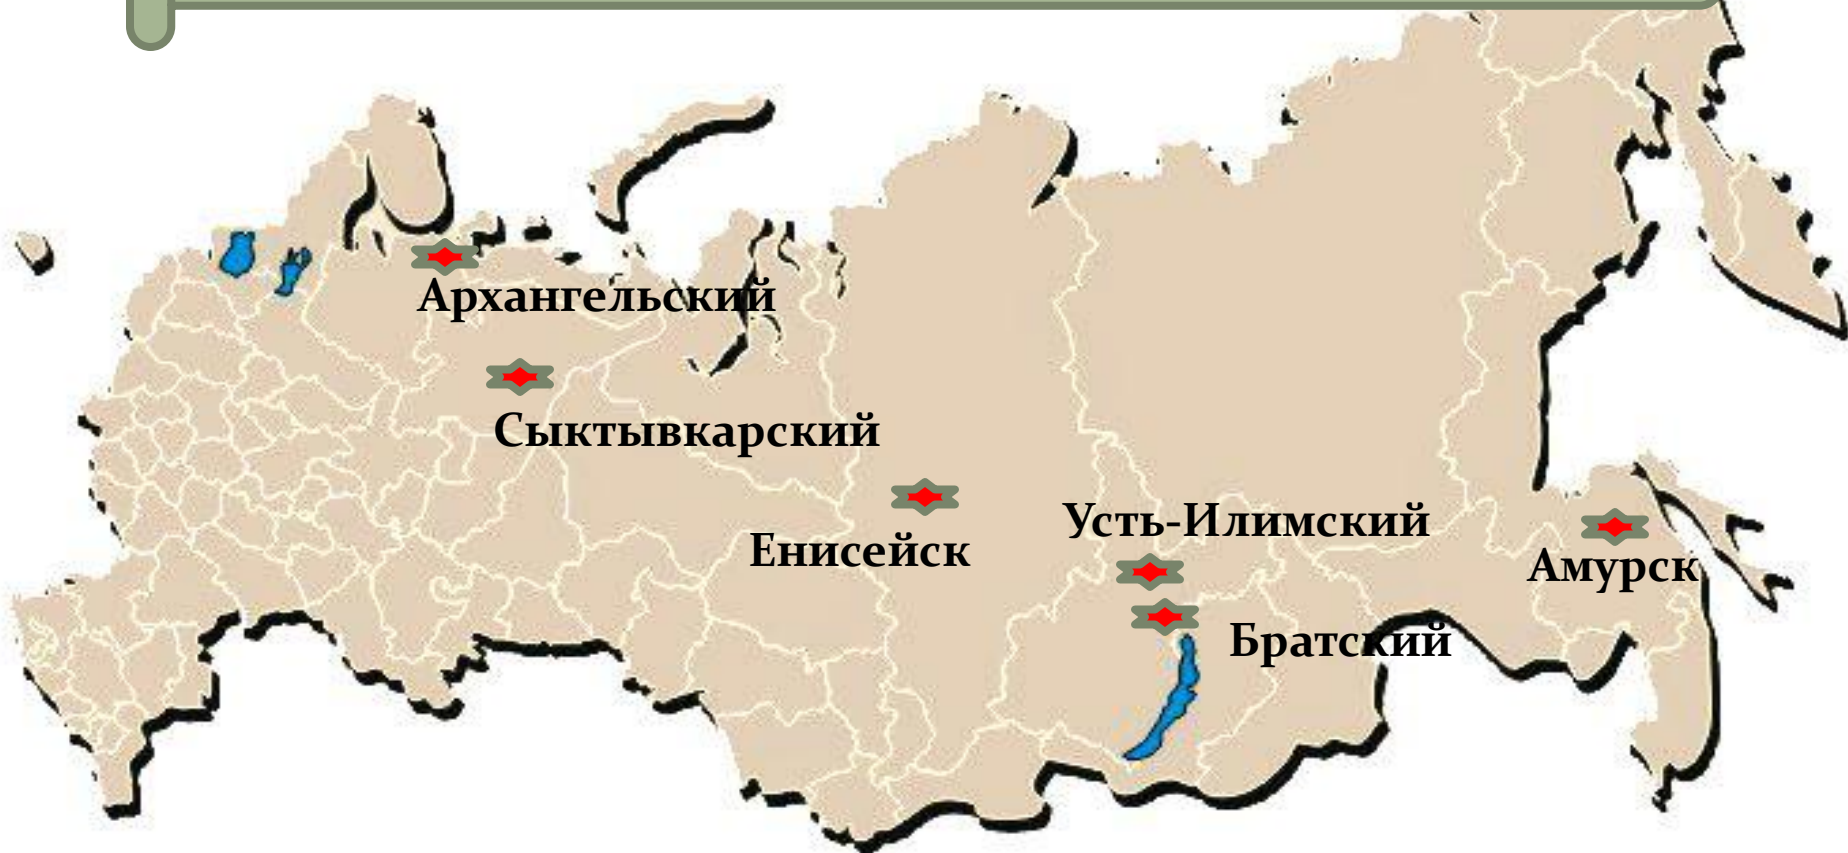 Архангельский
Сыктывкарский
Усть-Илимский
Енисейск
Амурск
Братский